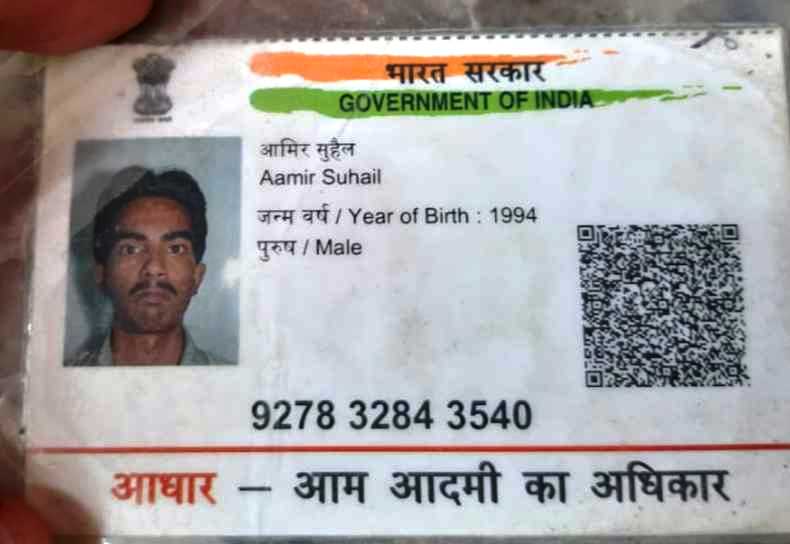 भारत सरकार
GOVERNMENT OF INDIA
आमिर सुहैल
Aamir Suhail
जन्म वर्ष / Year of Birth : 1994
पुरुष / Male
9278 3284 3540
आधार – आम आदमी का अधिकार